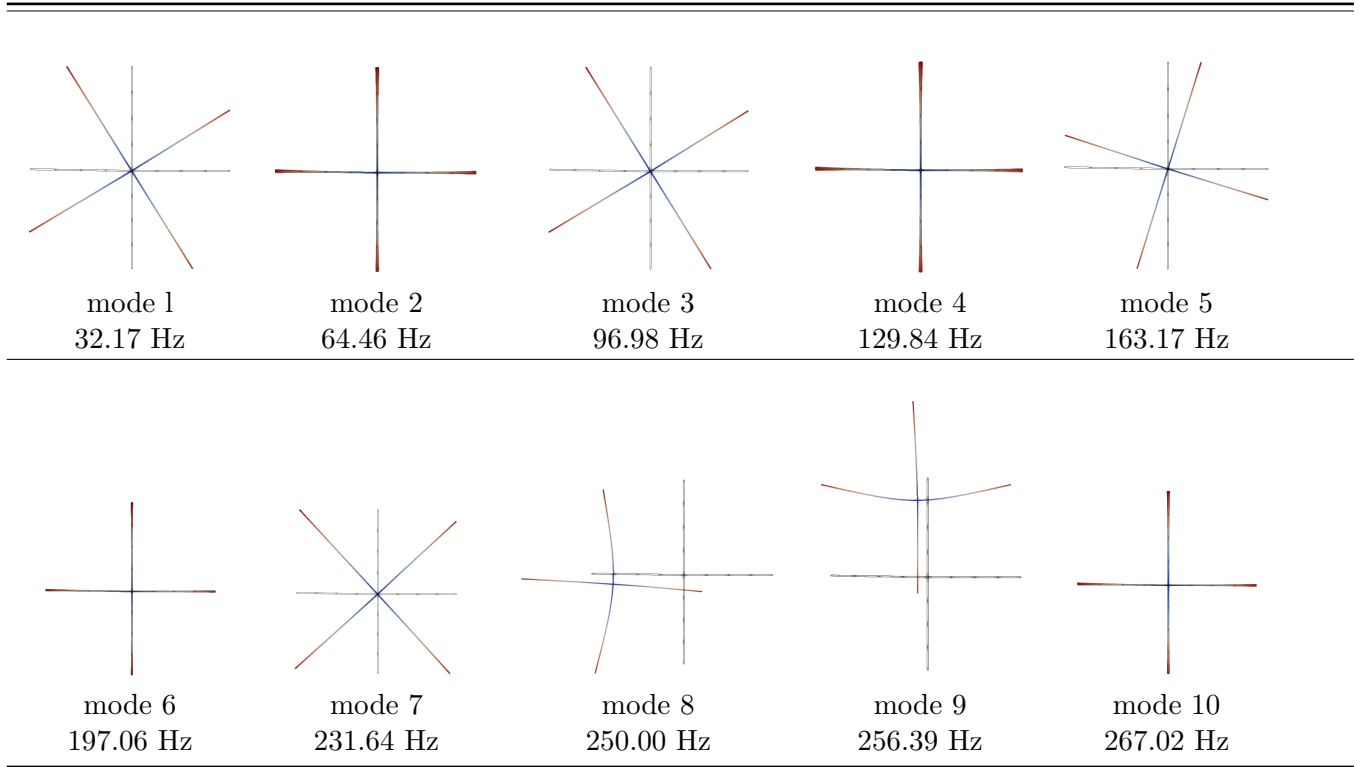 mode l
mode 2
mode 3
mode 4
mode 5
32.17 Hz
64.46 Hz
96.98 Hz
129.84 Hz
163.17 Hz
mode 6
mode 7
mode 8
mode 9
mode 10
197.06 Hz
231.64 Hz
250.00 Hz
256.39 Hz
267.02 Hz